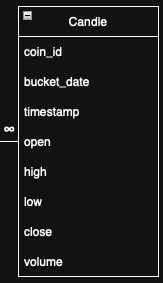 Candle
coin_id
bucket_date
timestamp
∞
open
high
low
close
volume